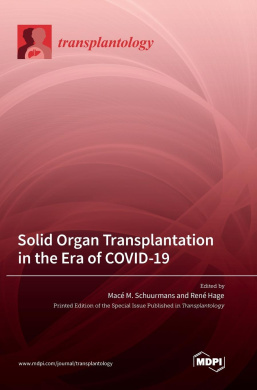 transplantology
Solid Organ Transplantation
in the Era of COVID-19
Edited by
Macé M. Schuurmans and René Hage
Printed Edition of the Special Issue Published in Transplantology
www.mdpi.com/journal/transplantology
MDPI